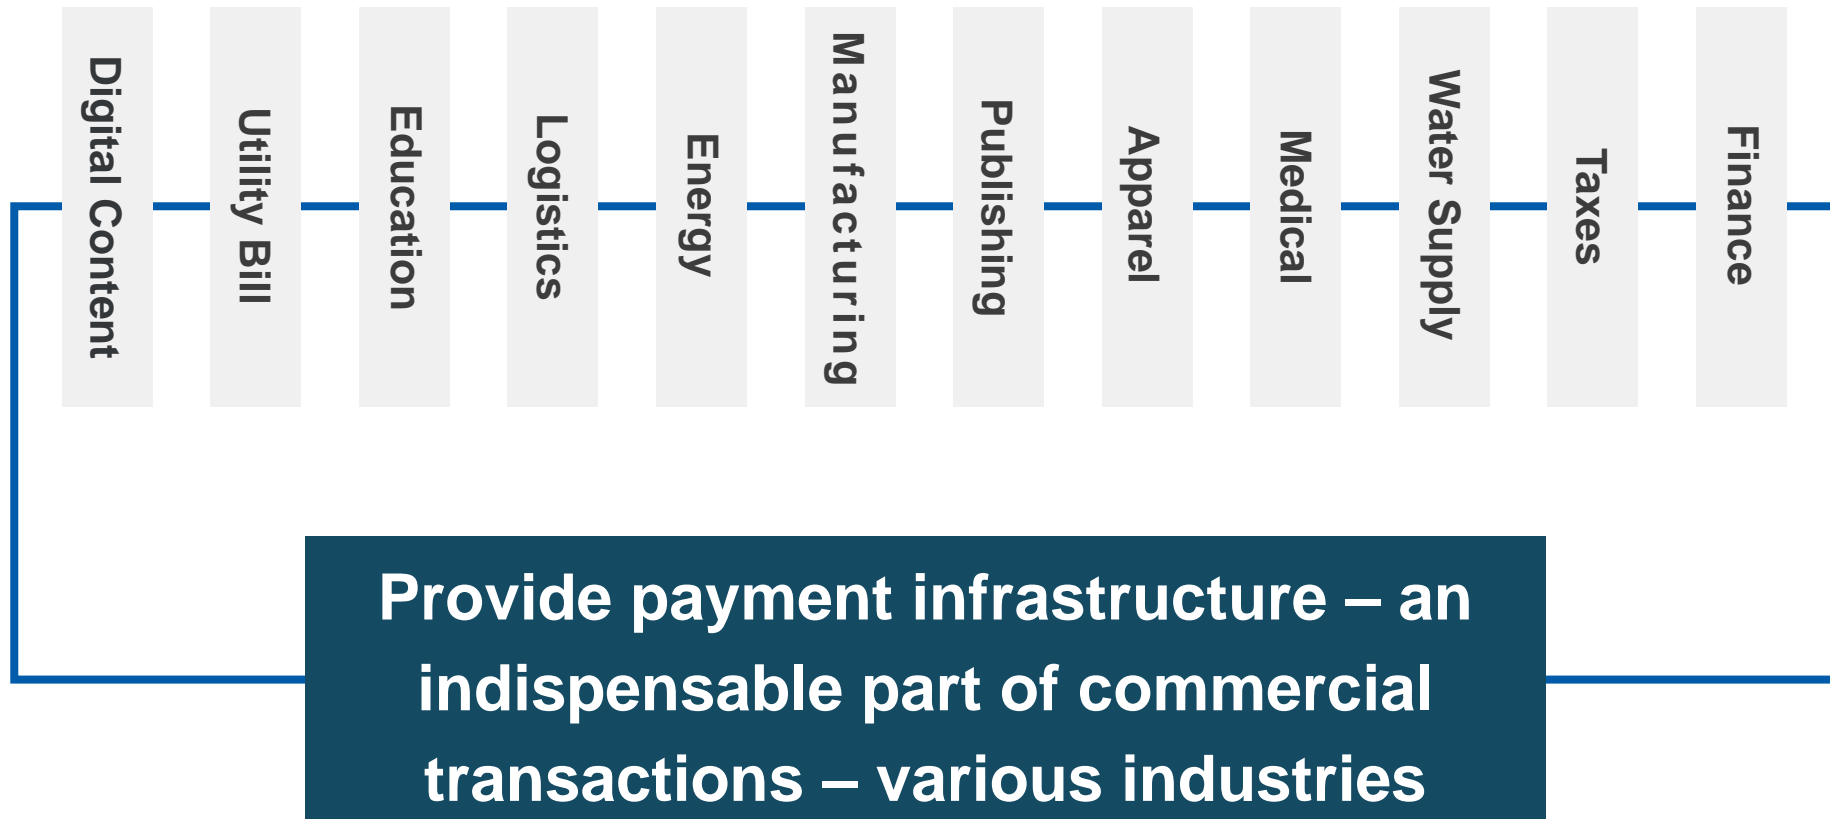 Digital Content
Utility Bill
Education
Logistics
Energy
Manufacturing
Publishing
Apparel
Medical
Water Supply
Taxes
Finance
Provide payment infrastructure – an
indispensable part of commercial
transactions – various industries